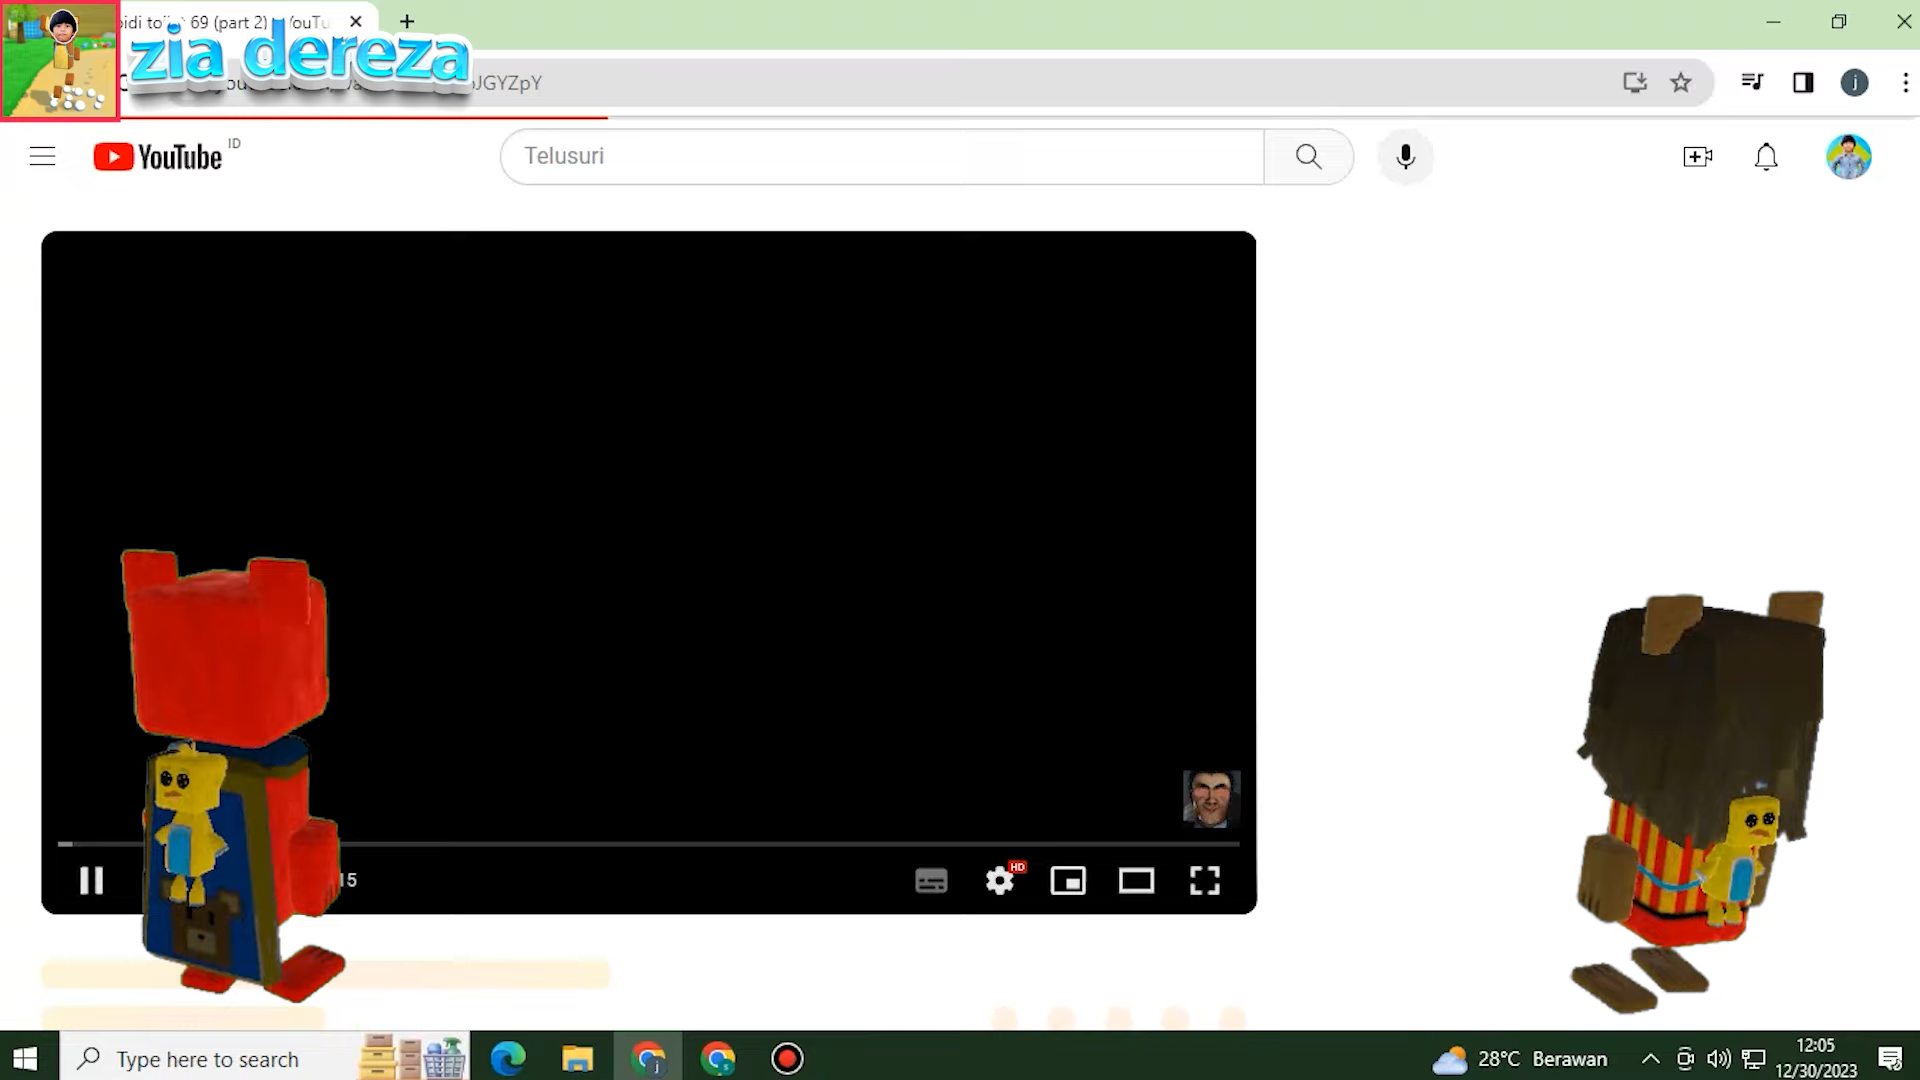 69 (part 2)
zia dereza
JGYZpY
YouTube ID
Telusuri
j
HD
15
Type here to search
28°C Berawan
12:05
12/30/2023